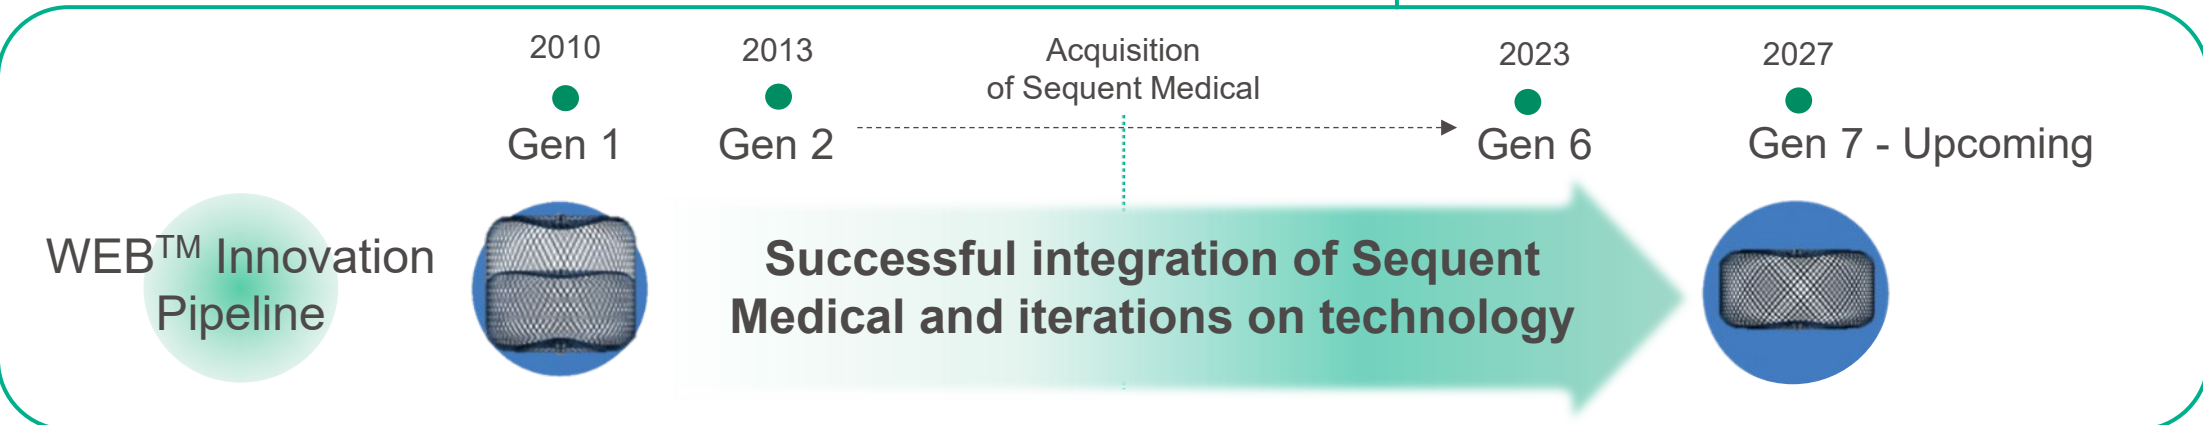 2010
Gen 1
2013
Gen 2
Acquisition
of Sequent Medical
2023
Gen 6
2027
Gen 7 - Upcoming
WEB™ Innovation
Pipeline
Successful integration of Sequent
Medical and iterations on technology